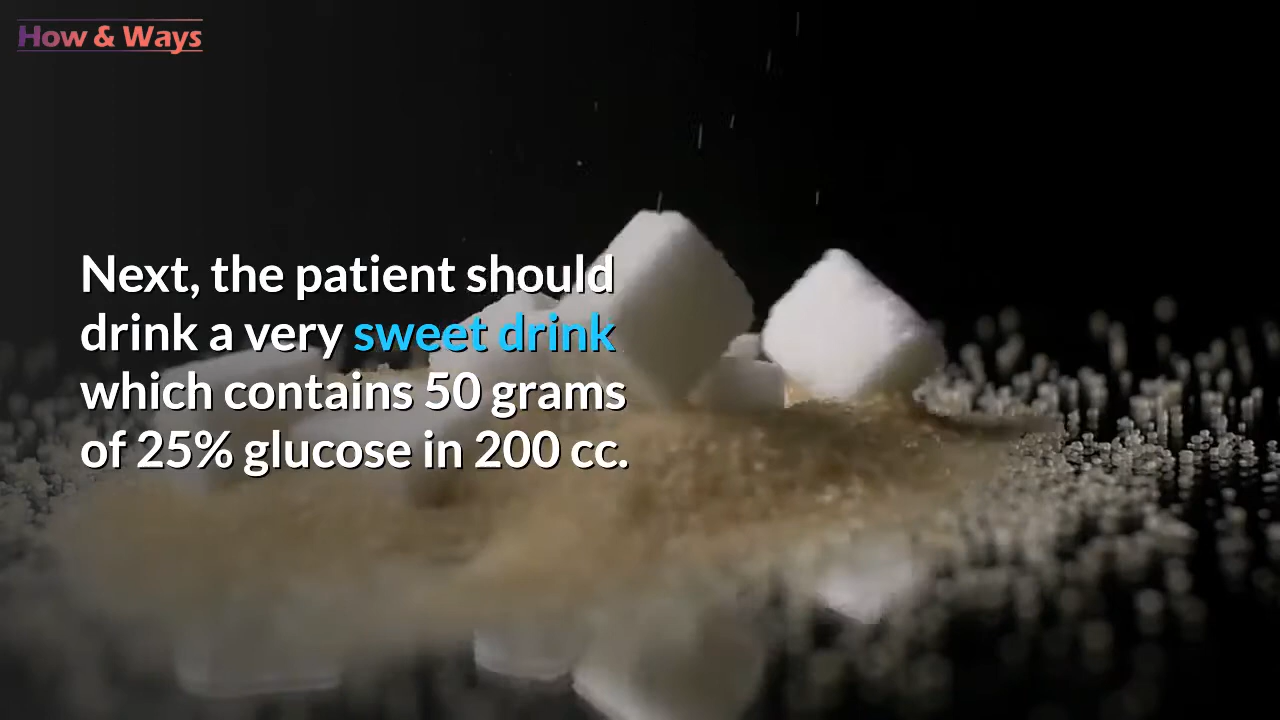 How & Ways
Next, the patient should
drink a very sweet drink
which contains 50 grams
of 25% glucose in 200 cc.